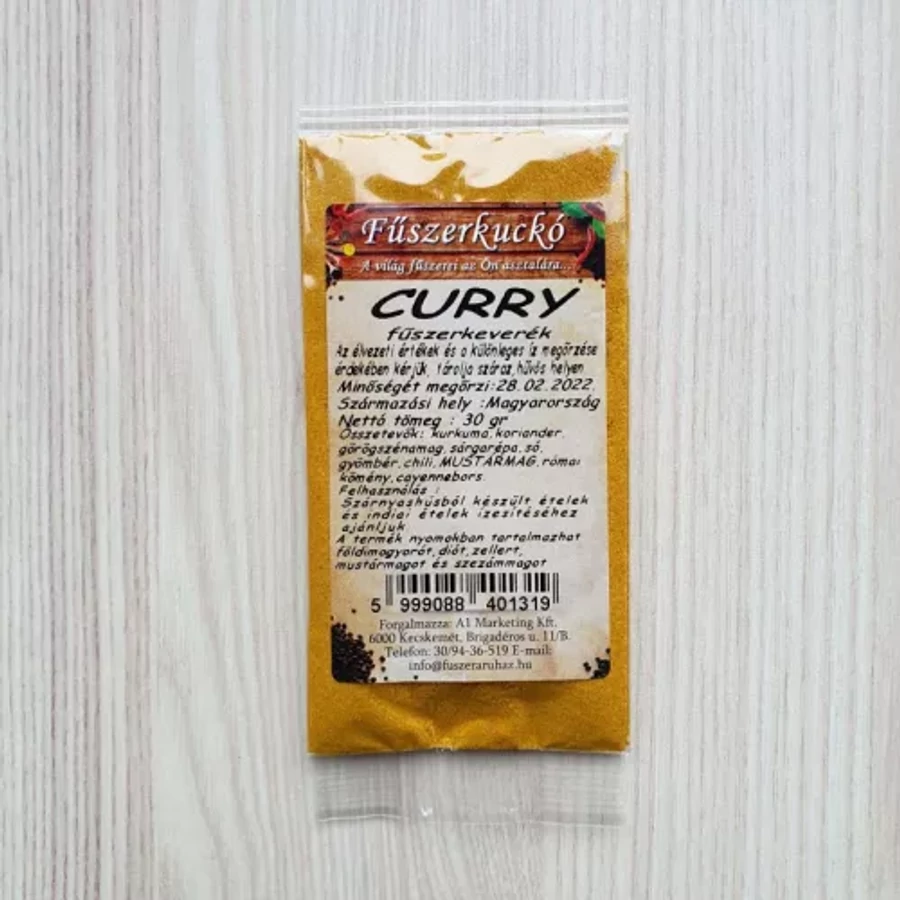 Fűszerkuckó
A világ fűszerei az Ön asztalára...
CURRY
fűszerkeverék
Az élvezeti értékek és a különleges íz megőrzése
érdekében kérjük, tárolja száraz, hűvös helyen
Minőségét megőrzi:28.02.2022.
Származási hely :Magyarország
Nettó tömeg : 30 gr
Összetevők: kurkuma,koriander,
görögszénamag,sárgarépa,só,
gyömbér,chili,MUSTÁRMAG,római
kömény,cayennebors
Felhasználás :
Szárnyashúsból készült ételek
és indiai ételek ízesítéséhez
ajánljuk
A termék nyomokban tartalmazhat
földimogyorót,diót,zellert,
mustármagot és szezámmagot
5 999088 401319
Forgalmazza: A1 Marketing Kft.
6000 Kecskemét, Brigadéros u. 11/B.
Telefon: 30/94-36-519 E-mail:
info@fuszeraruhaz.hu